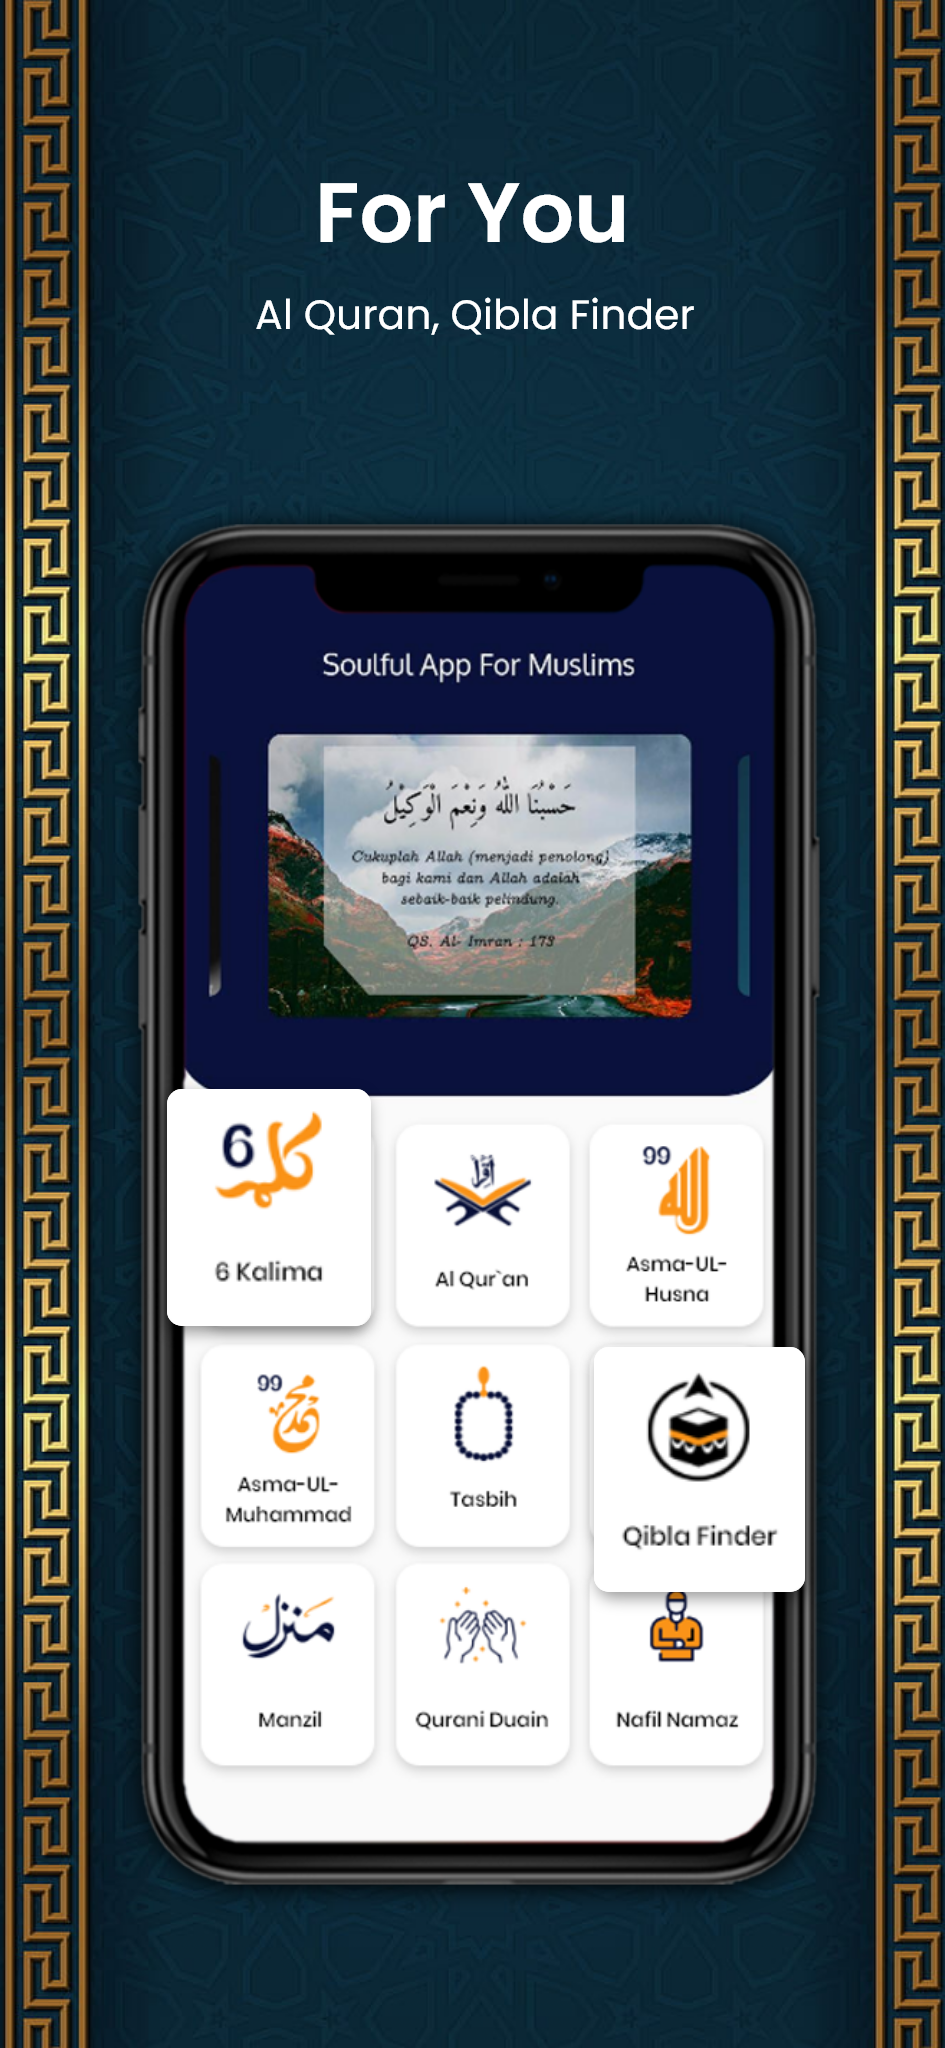 For You
Al Quran, Qibla Finder
Soulful App For Muslims
حَسْبُنَا اللّٰهُ وَنِعْمَ الْوَكِيْلُ
Cukuplah Allah (menjadi penolong)
bagi kami dan Allah adalah
sebaik-baik pelindung.
QS. Al- Imran : 173
6 كلمہ
6 Kalima
اقرأ
Al Qur`an
99 الله
Asma-UL-
Husna
99 محمد
Asma-UL-
Muhammad
Tasbih
Qibla Finder
منزل
Manzil
Qurani Duain
Nafil Namaz